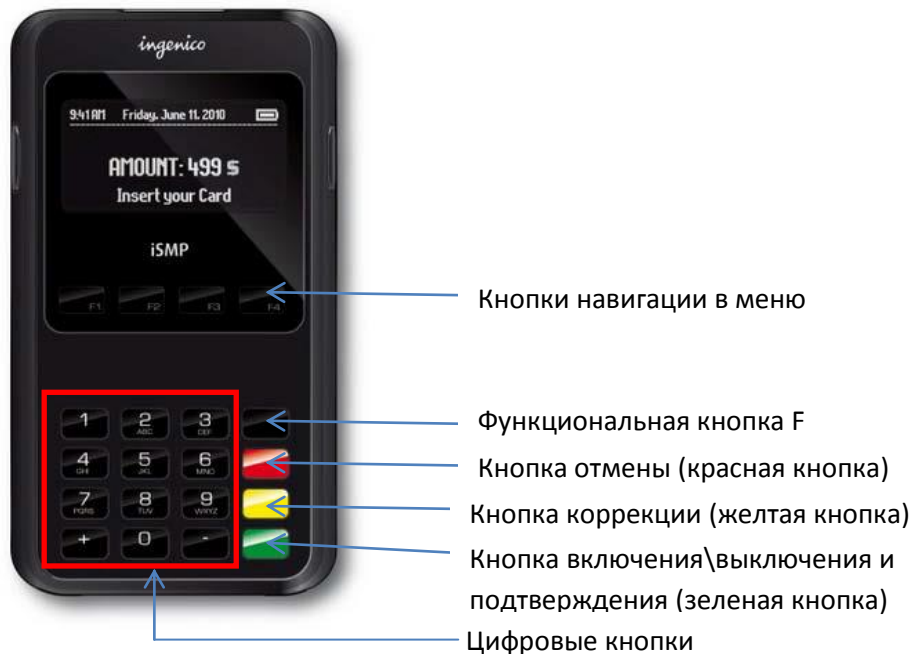 ingenico
9:41 AM Friday, June 11, 2010
AMOUNT: 499 $
Insert your Card
iSMP
F1 F2 F3 F4
Кнопки навигации в меню
1 2 ABC 3 DEF
Функциональная кнопка F
4 GHI 5 JKL 6 MNO
Кнопка отмены (красная кнопка)
7 PQRS 8 TUV 9 WXYZ
Кнопка коррекции (желтая кнопка)
+ 0 -
Кнопка включения\выключения и
подтверждения (зеленая кнопка)
Цифровые кнопки